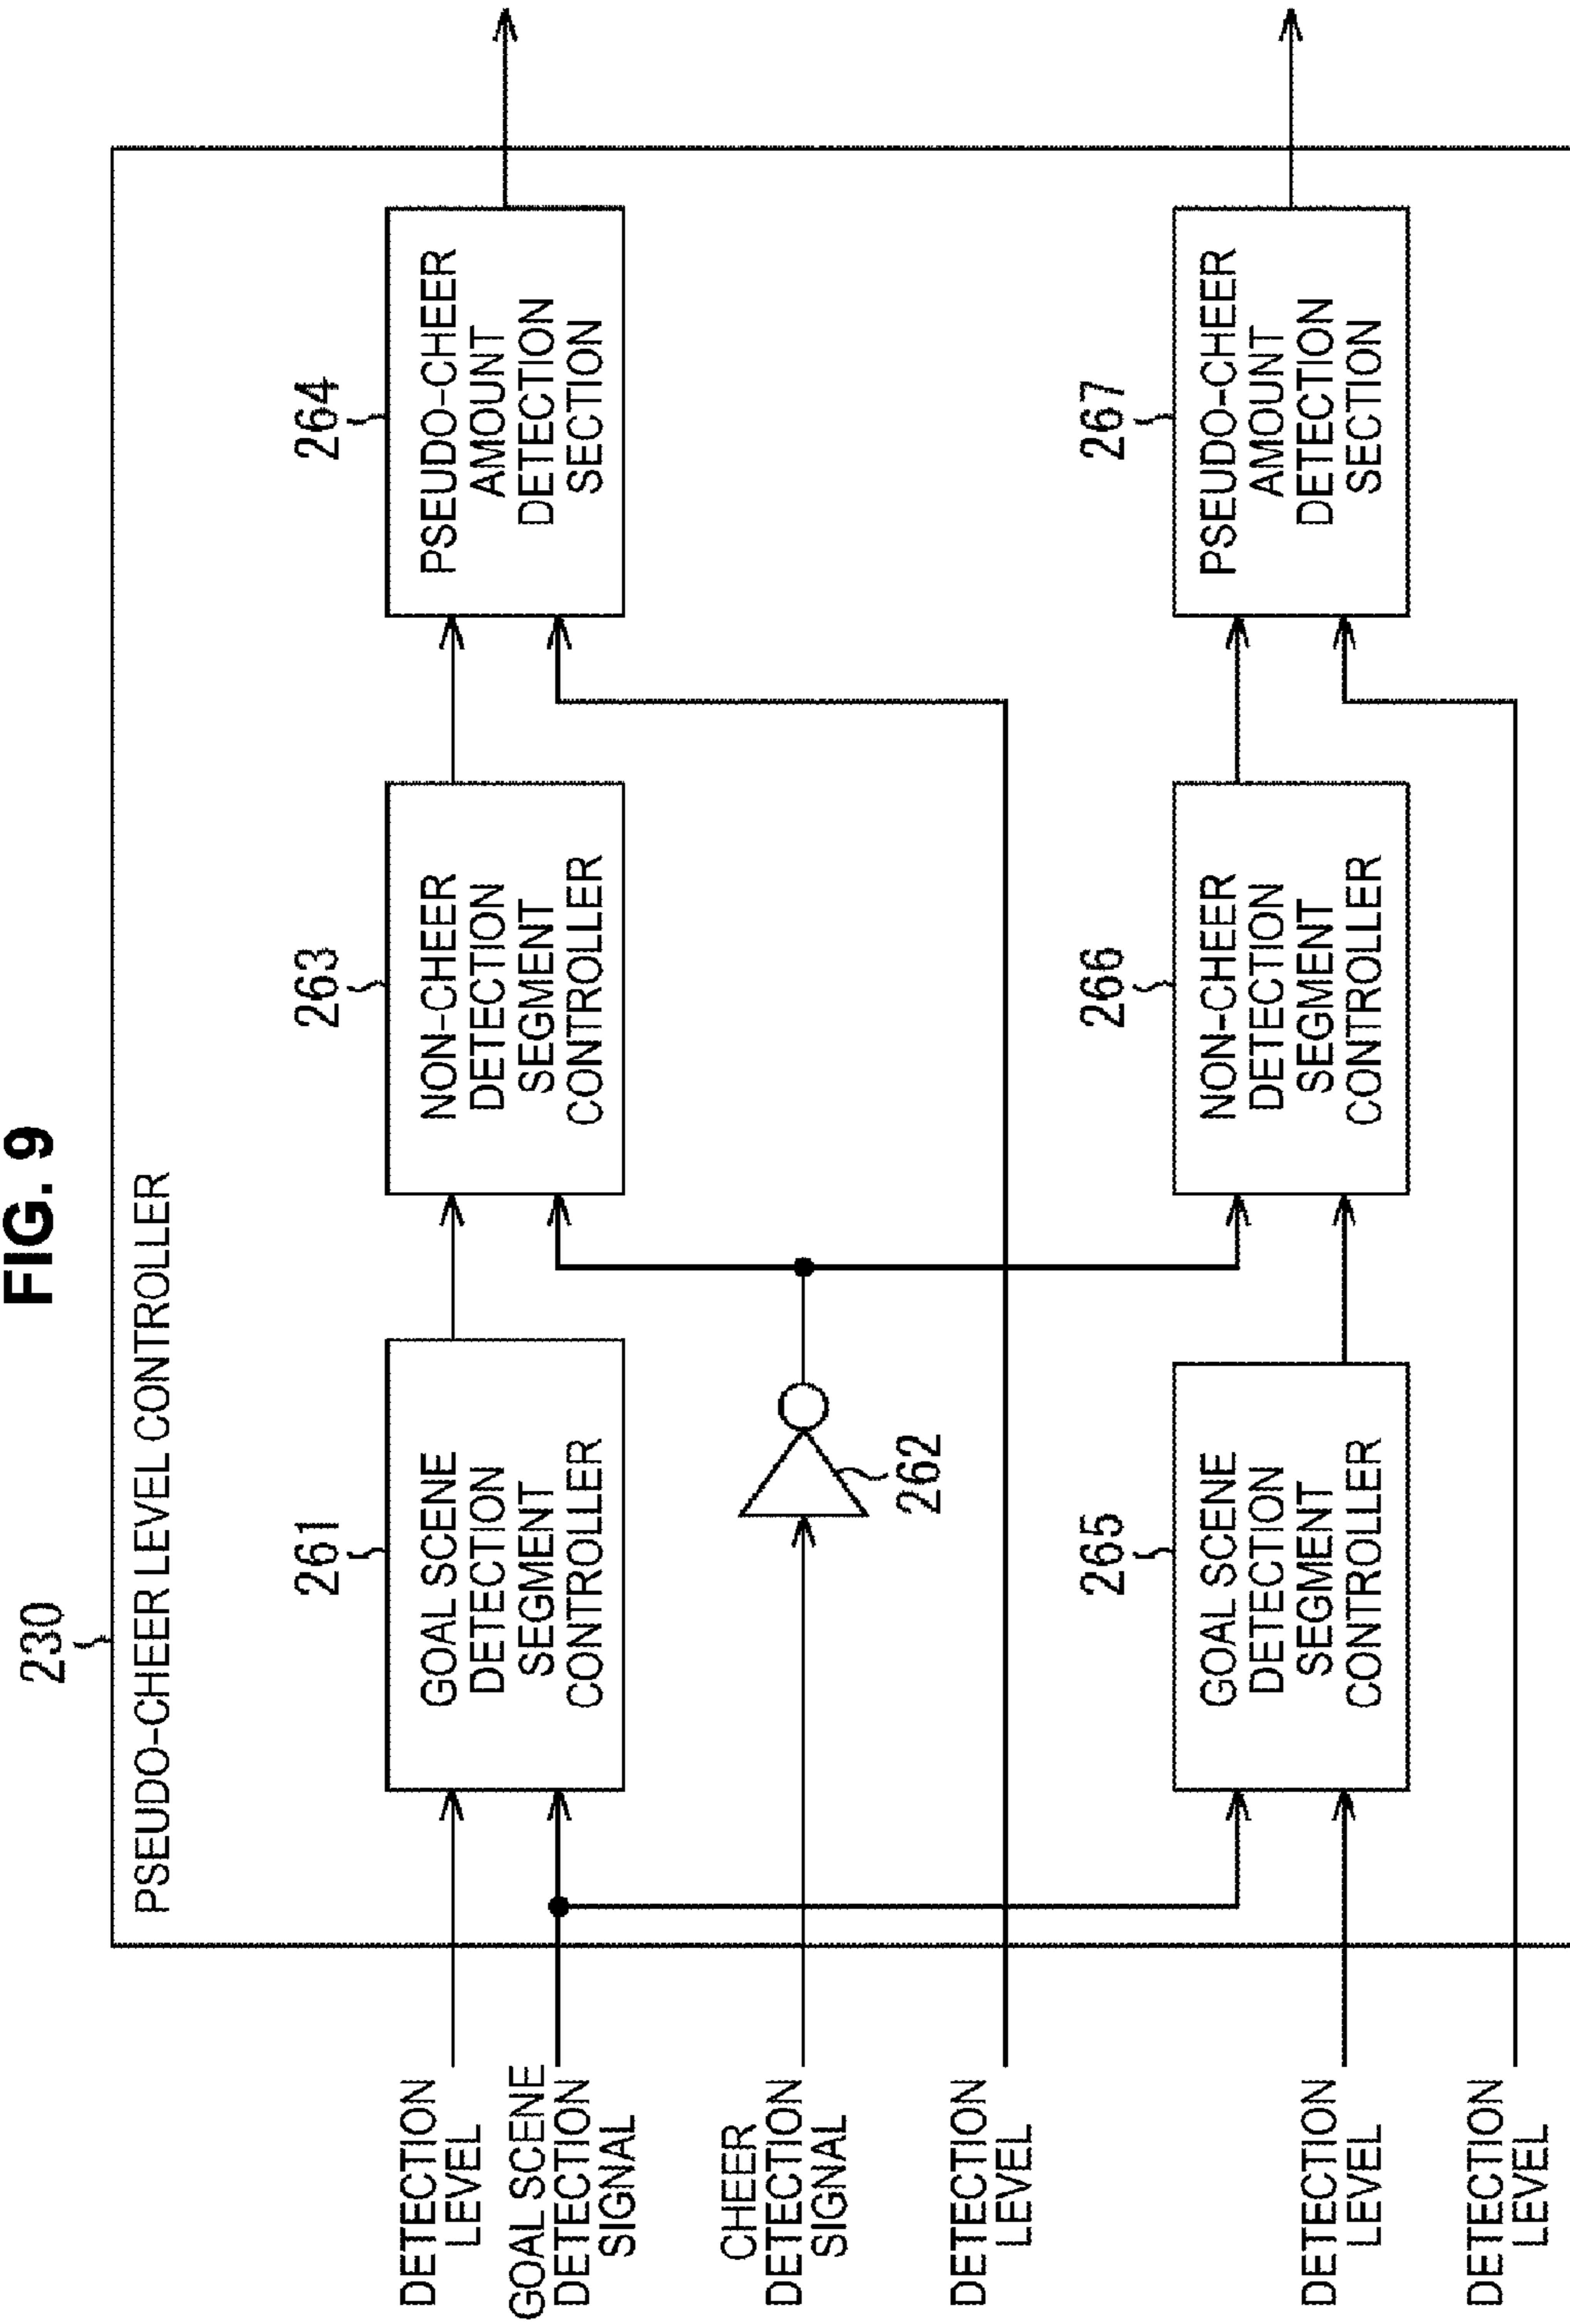 FIG. 9
230
PSEUDO-CHEER LEVEL CONTROLLER
DETECTION
LEVEL
GOAL SCENE
DETECTION
SIGNAL
CHEER
DETECTION
SIGNAL
DETECTION
LEVEL
DETECTION
LEVEL
DETECTION
LEVEL
261
GOAL SCENE
DETECTION
SEGMENT
CONTROLLER
262
263
NON-CHEER
DETECTION
SEGMENT
CONTROLLER
264
PSEUDO-CHEER
AMOUNT
DETECTION
SECTION
265
GOAL SCENE
DETECTION
SEGMENT
CONTROLLER
266
NON-CHEER
DETECTION
SEGMENT
CONTROLLER
267
PSEUDO-CHEER
AMOUNT
DETECTION
SECTION